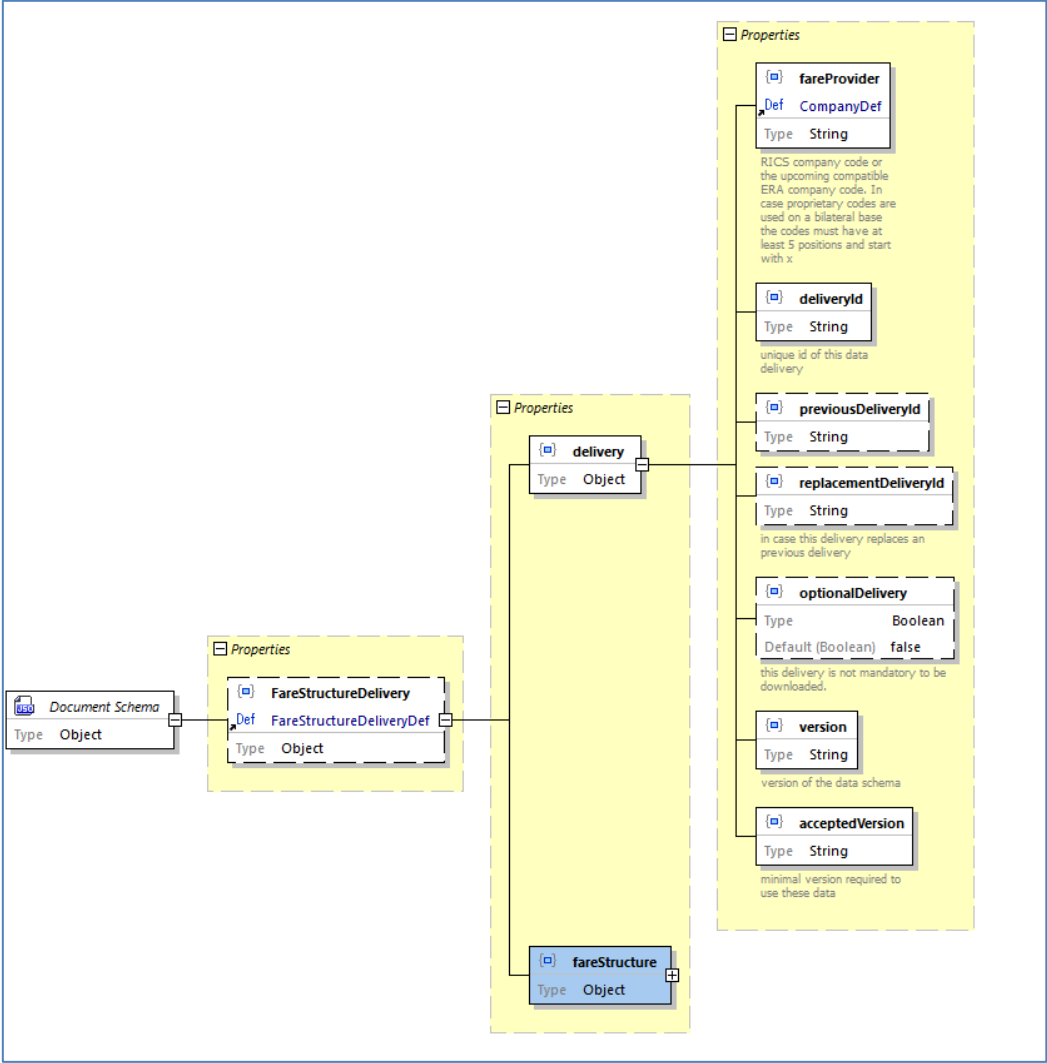 Properties
fareProvider
Def CompanyDef
Type String
RICS company code or
the upcoming compatible
ERA company code. In
case proprietary codes are
used on a bilateral base
the codes must have at
least 5 positions and start
with x
deliveryId
Type String
unique id of this data
delivery
previousDeliveryId
Type String
replacementDeliveryId
Type String
in case this delivery replaces an
previous delivery
optionalDelivery
Type Boolean
Default (Boolean) false
this delivery is not mandatory to be
downloaded.
version
Type String
version of the data schema
acceptedVersion
Type String
minimal version required to
use these data
Properties
delivery
Type Object
fareStructure
Type Object
Properties
FareStructureDelivery
Def FareStructureDeliveryDef
Type Object
JSO Document Schema
Type Object